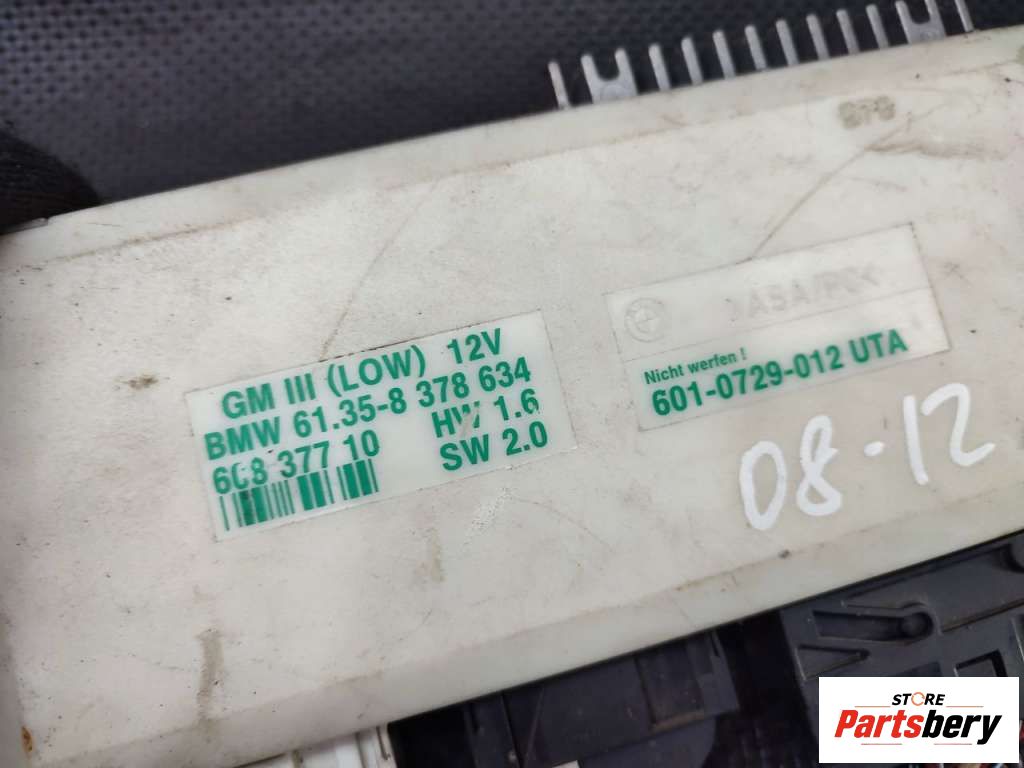 GM III (LOW) 12V
BMW 61.35-8 378 634
608 377 10 HW 1.6
SW 2.0
Nicht werfen !
601-0729-012 UTA
08-12
STORE
Partsbery